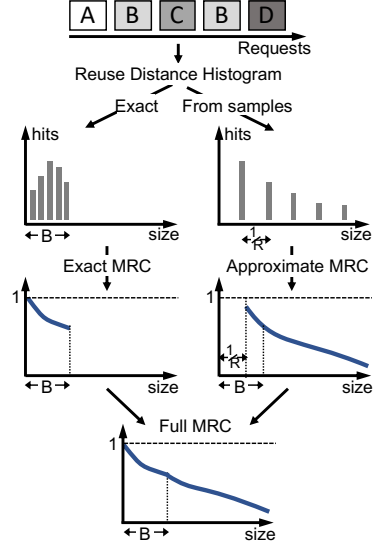 A B C B D
Requests
Reuse Distance Histogram
Exact From samples
hits hits
B size
1/R size
Exact MRC Approximate MRC
1 1
1/R
B size
B size
Full MRC
1
B size